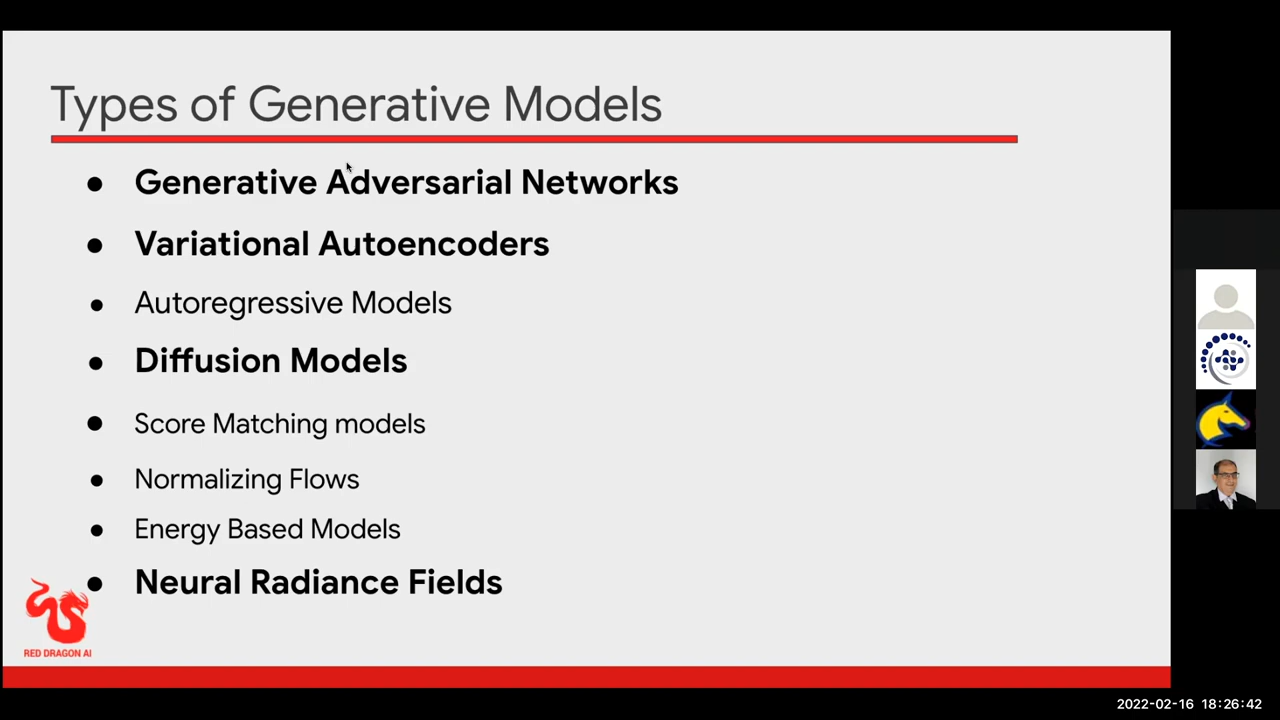 Types of Generative Models
● Generative Adversarial Networks
● Variational Autoencoders
● Autoregressive Models
● Diffusion Models
● Score Matching models
● Normalizing Flows
● Energy Based Models
● Neural Radiance Fields
RED DRAGON AI
2022-02-16 18:26:42